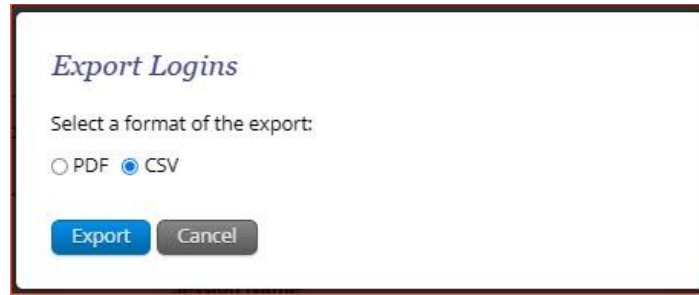 Export Logins
Select a format of the export:
PDF CSV
Export Cancel